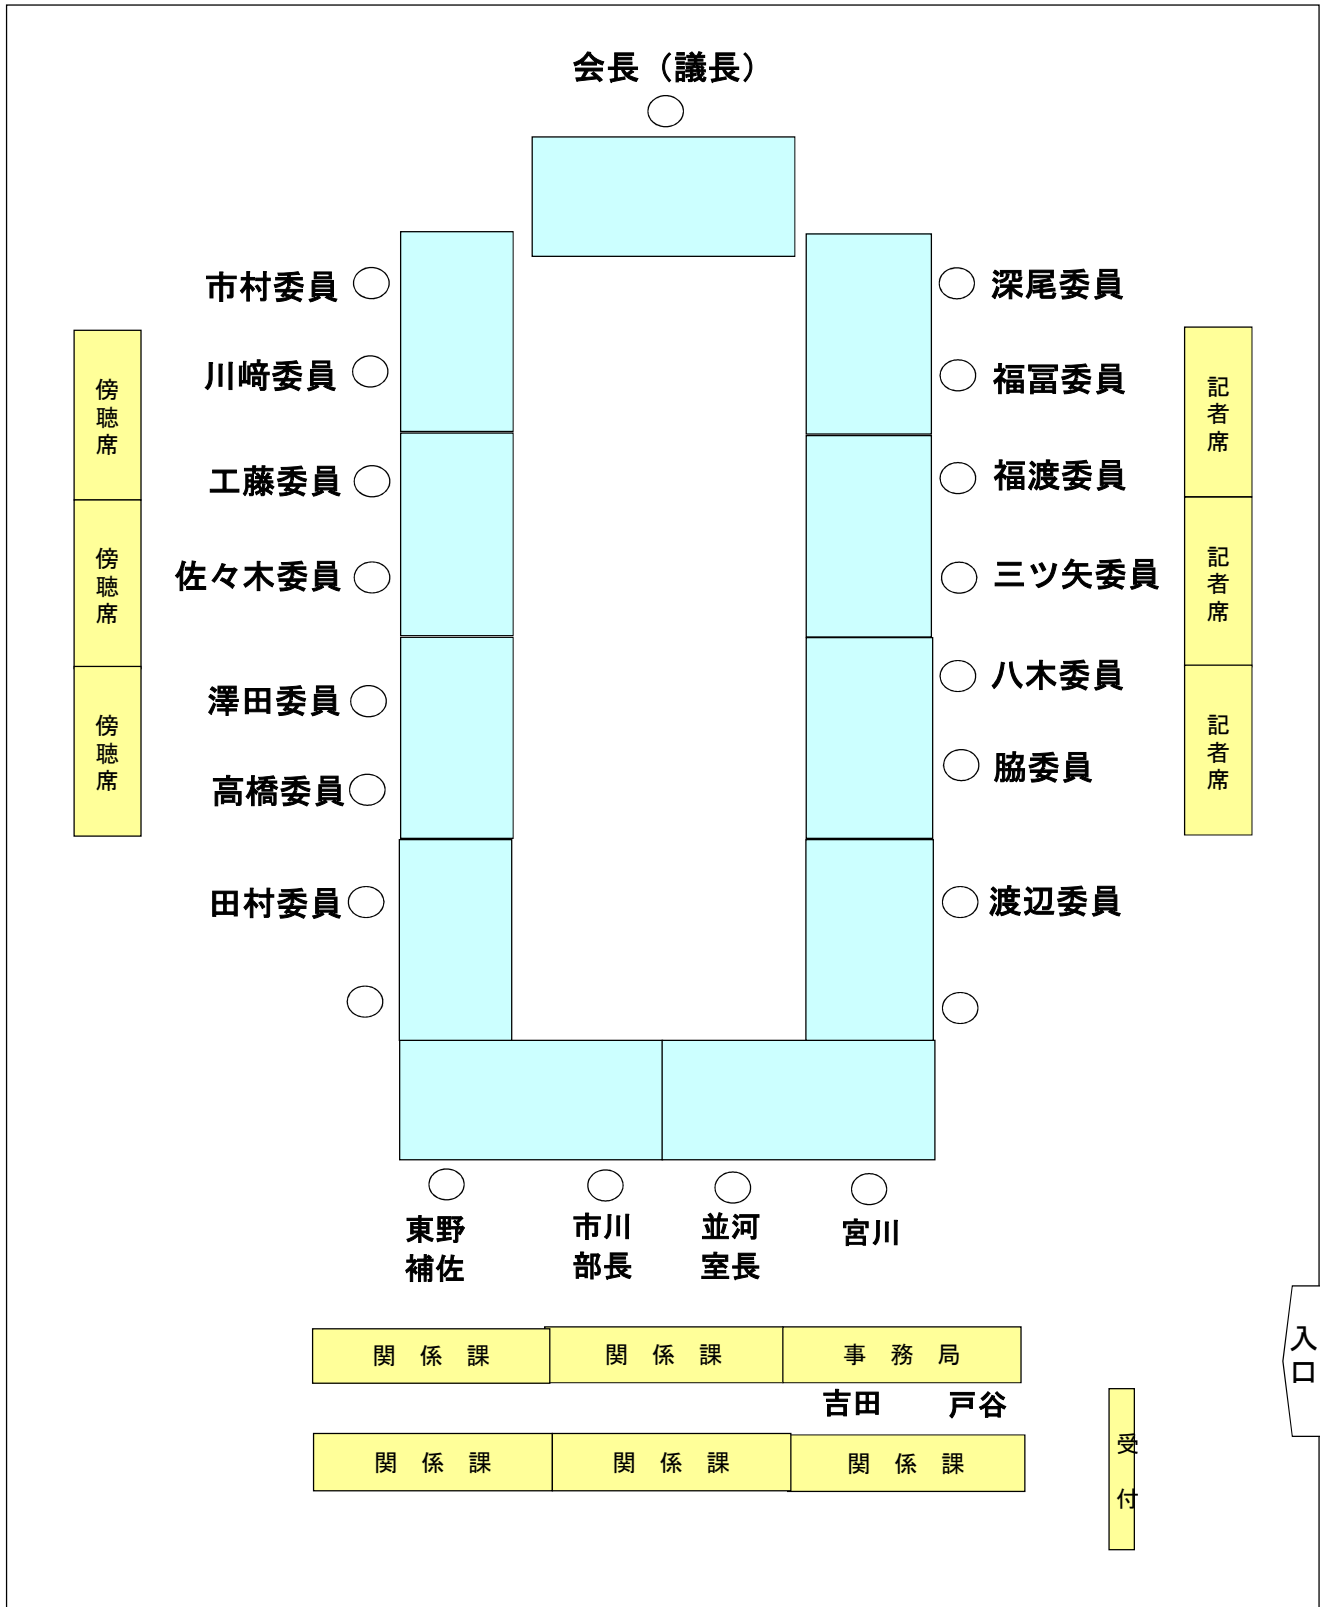 会長（議長）
市村委員
深尾委員
川﨑委員
福冨委員
工藤委員
福渡委員
佐々木委員
三ツ矢委員
澤田委員
八木委員
高橋委員
脇委員
田村委員
渡辺委員
傍聴席
傍聴席
傍聴席
記者席
記者席
記者席
東野
補佐
市川
部長
並河
室長
宮川
関係課
関係課
事務局
吉田
戸谷
関係課
関係課
関係課
入口
受付